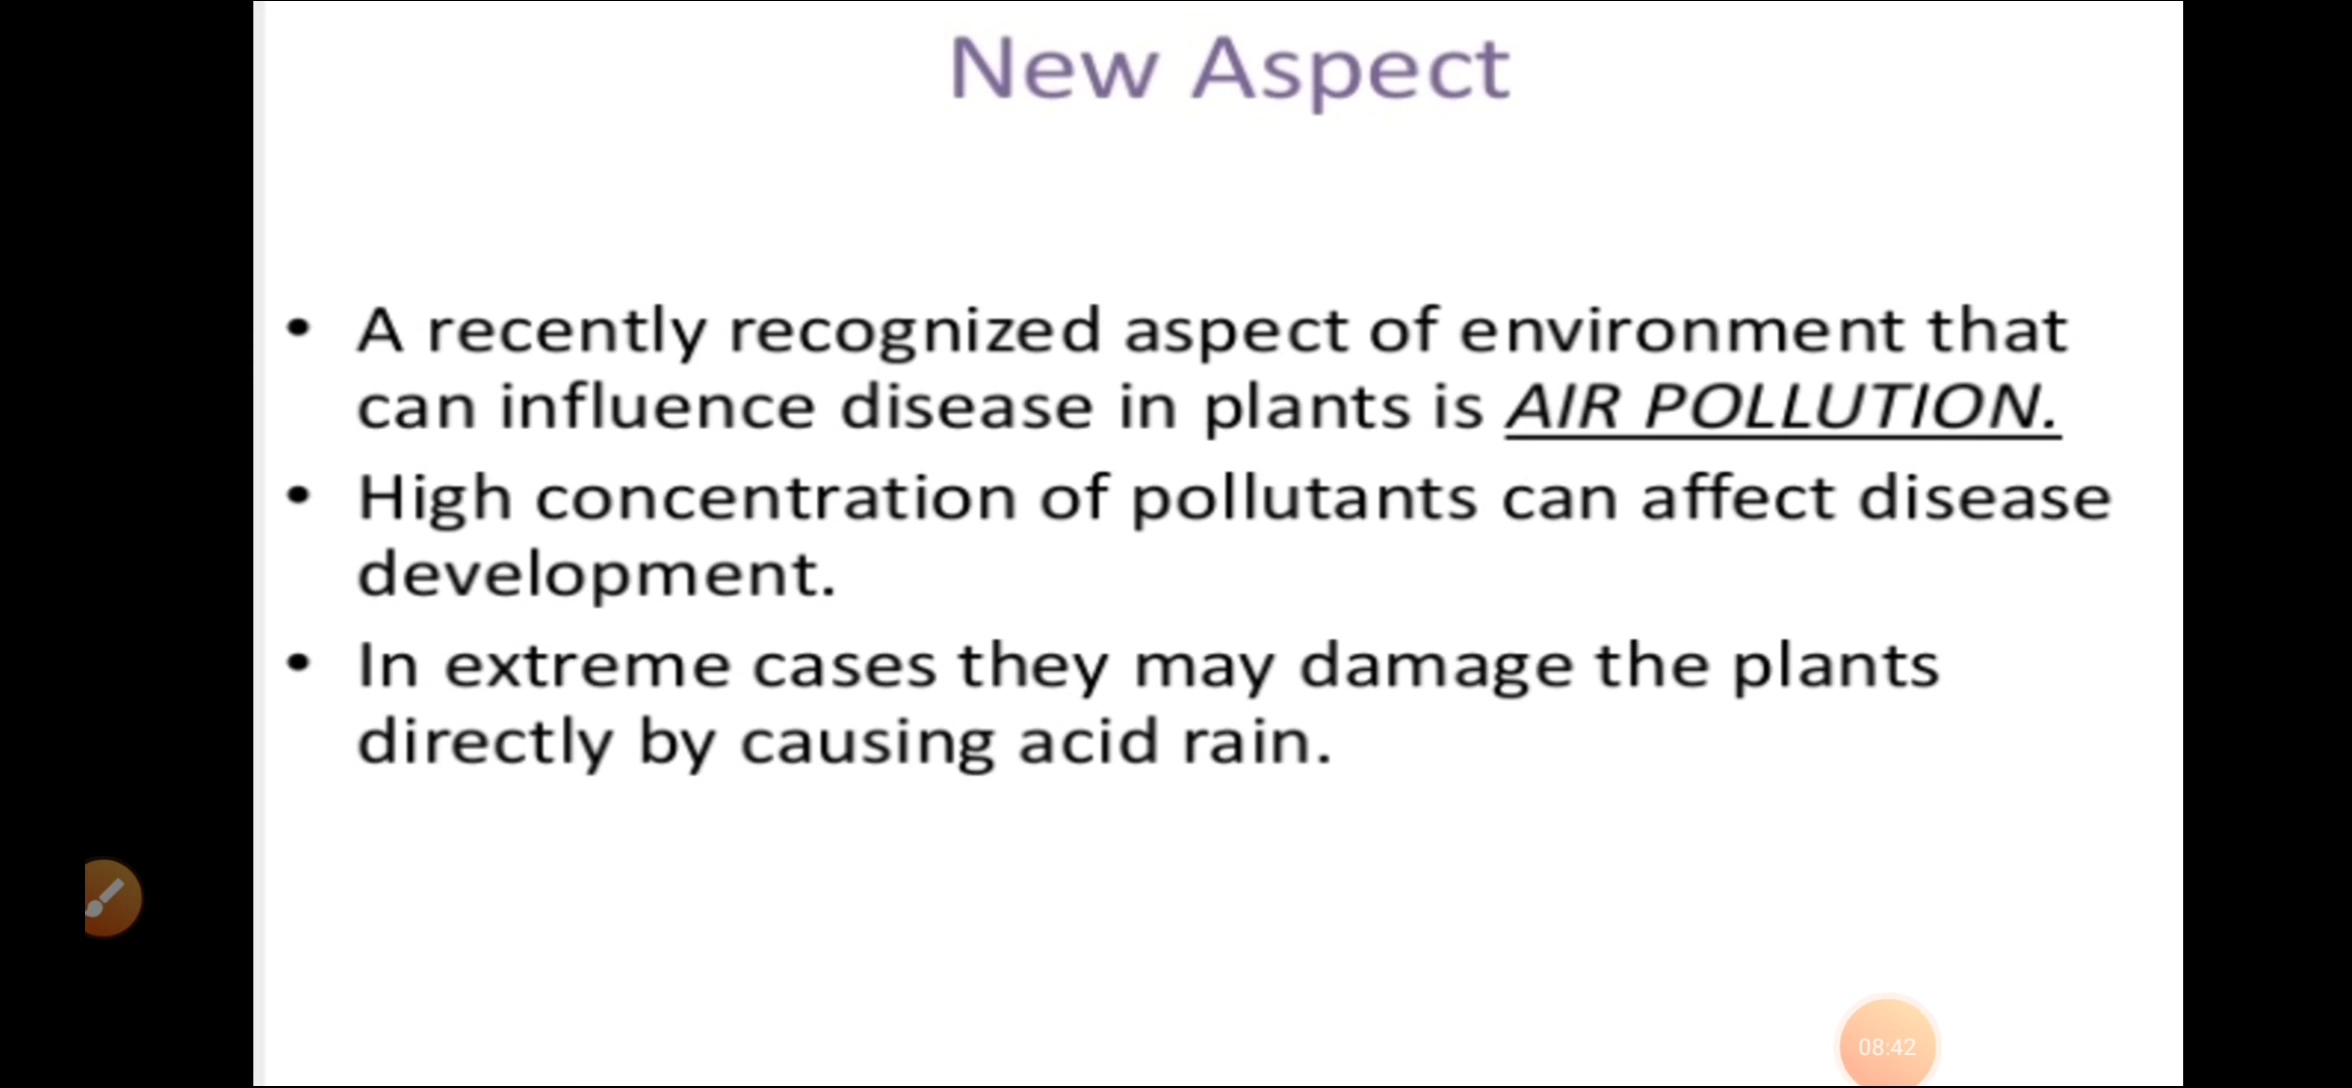 New Aspect
• A recently recognized aspect of environment that
can influence disease in plants is AIR POLLUTION.
• High concentration of pollutants can affect disease
development.
• In extreme cases they may damage the plants
directly by causing acid rain.
08:42